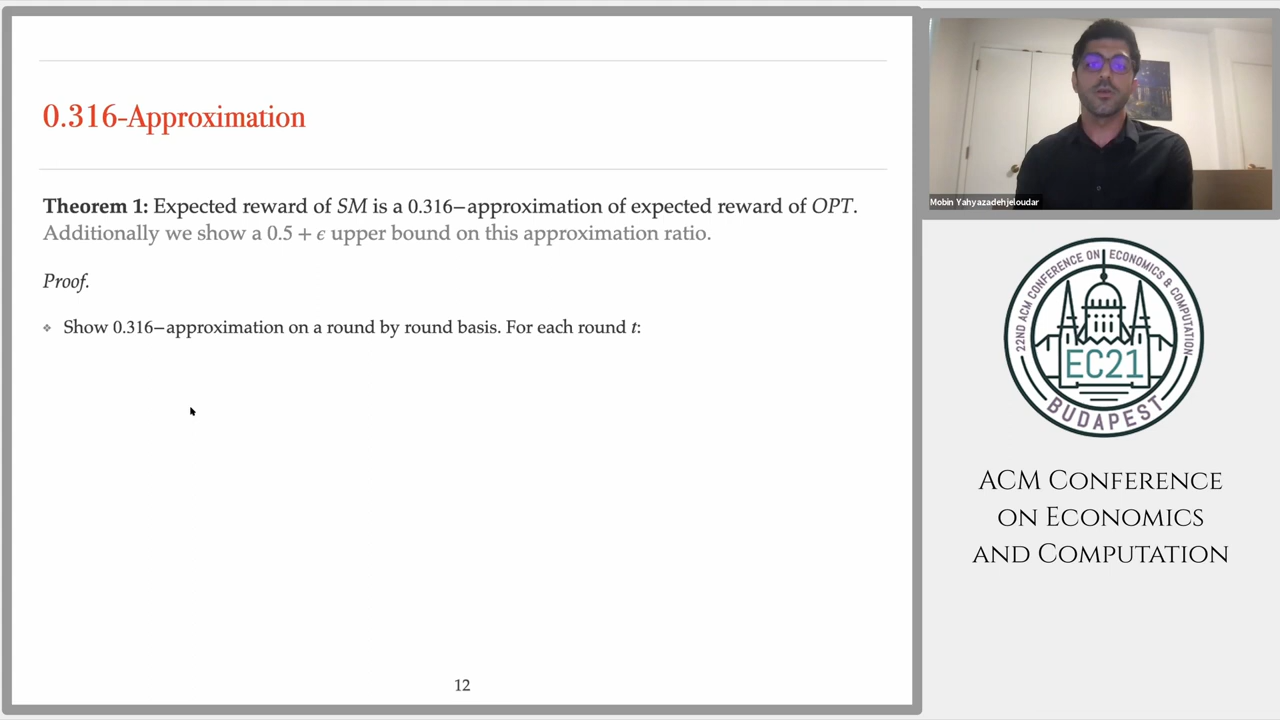 0.316-Approximation
Theorem 1: Expected reward of SM is a 0.316−approximation of expected reward of OPT.
Additionally we show a 0.5 + ϵ upper bound on this approximation ratio.
Proof.
❖ Show 0.316−approximation on a round by round basis. For each round t:
12
Mobin Yahyazadehjeloudar
22ND ACM CONFERENCE ON ECONOMICS & COMPUTATION
EC21
BUDAPEST
ACM Conference
on Economics
and Computation